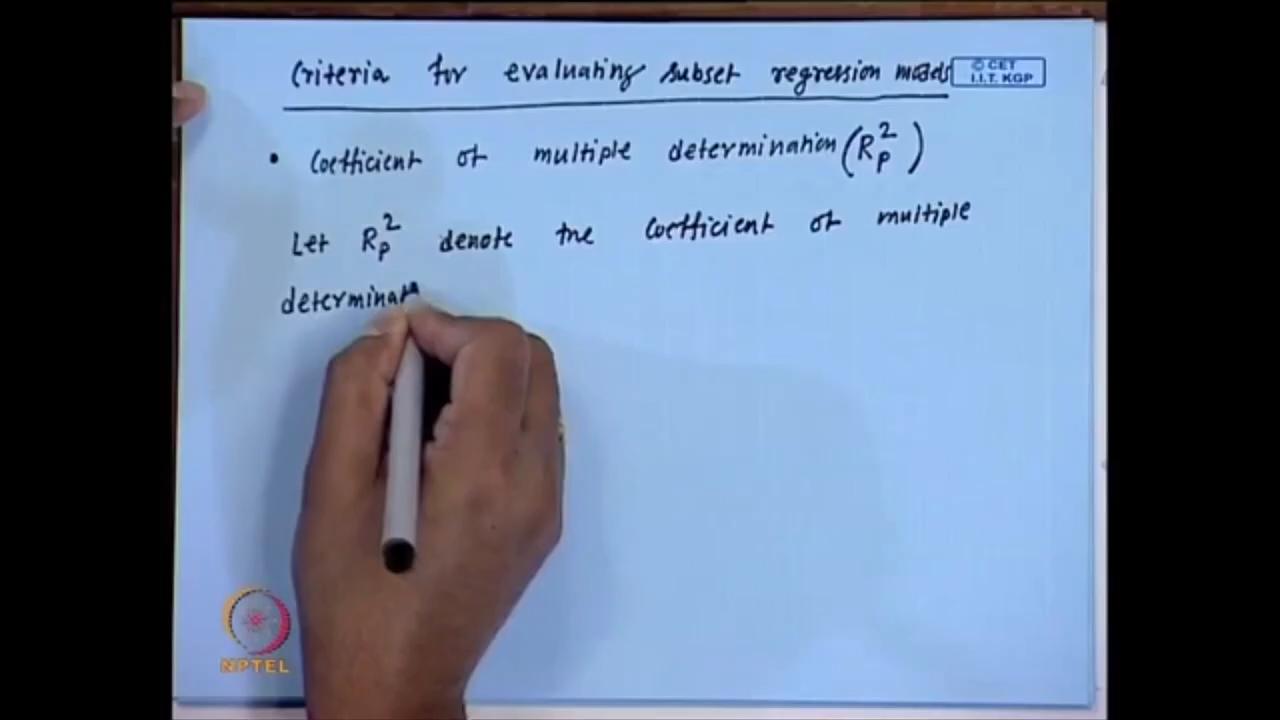 Criteria for evaluating subset regression models
© CET
I.I.T. KGP
• Coefficient of multiple determination (R_p^2)
Let R_p^2 denote the coefficient of multiple
determinat
NPTEL